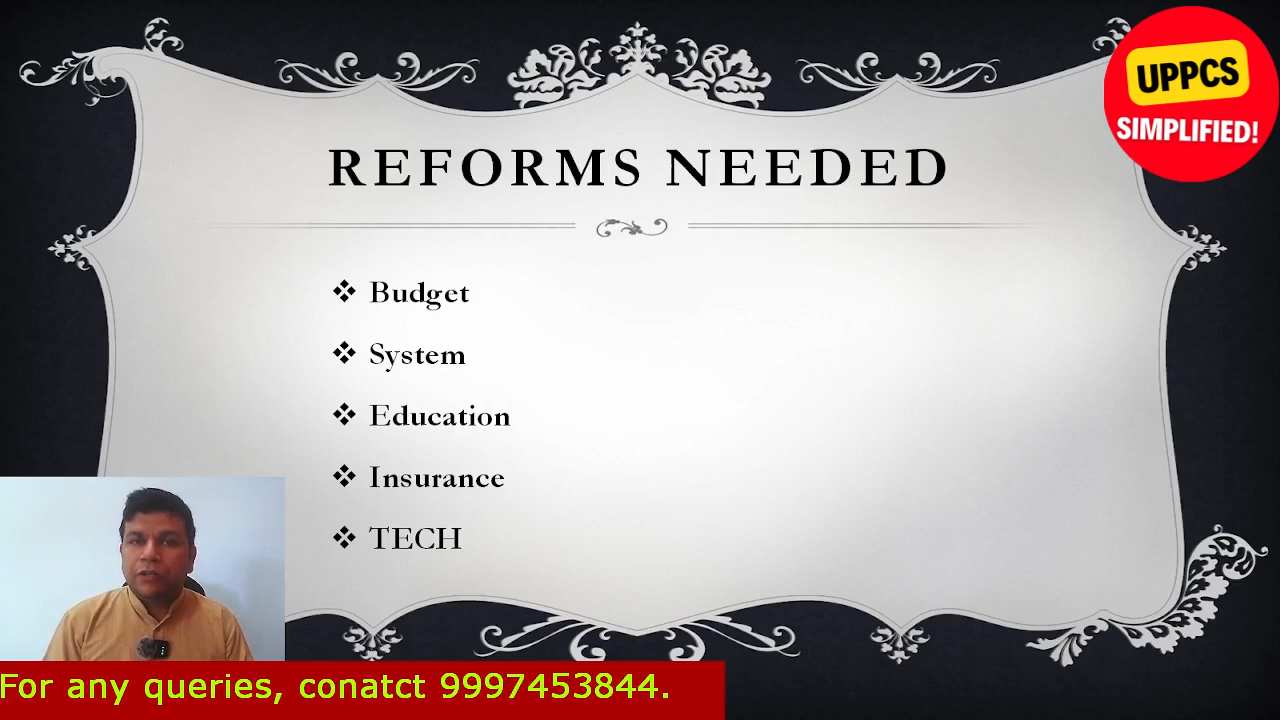 UPPCS
SIMPLIFIED!
REFORMS NEEDED
Budget
System
Education
Insurance
TECH
For any queries, conatct 9997453844.